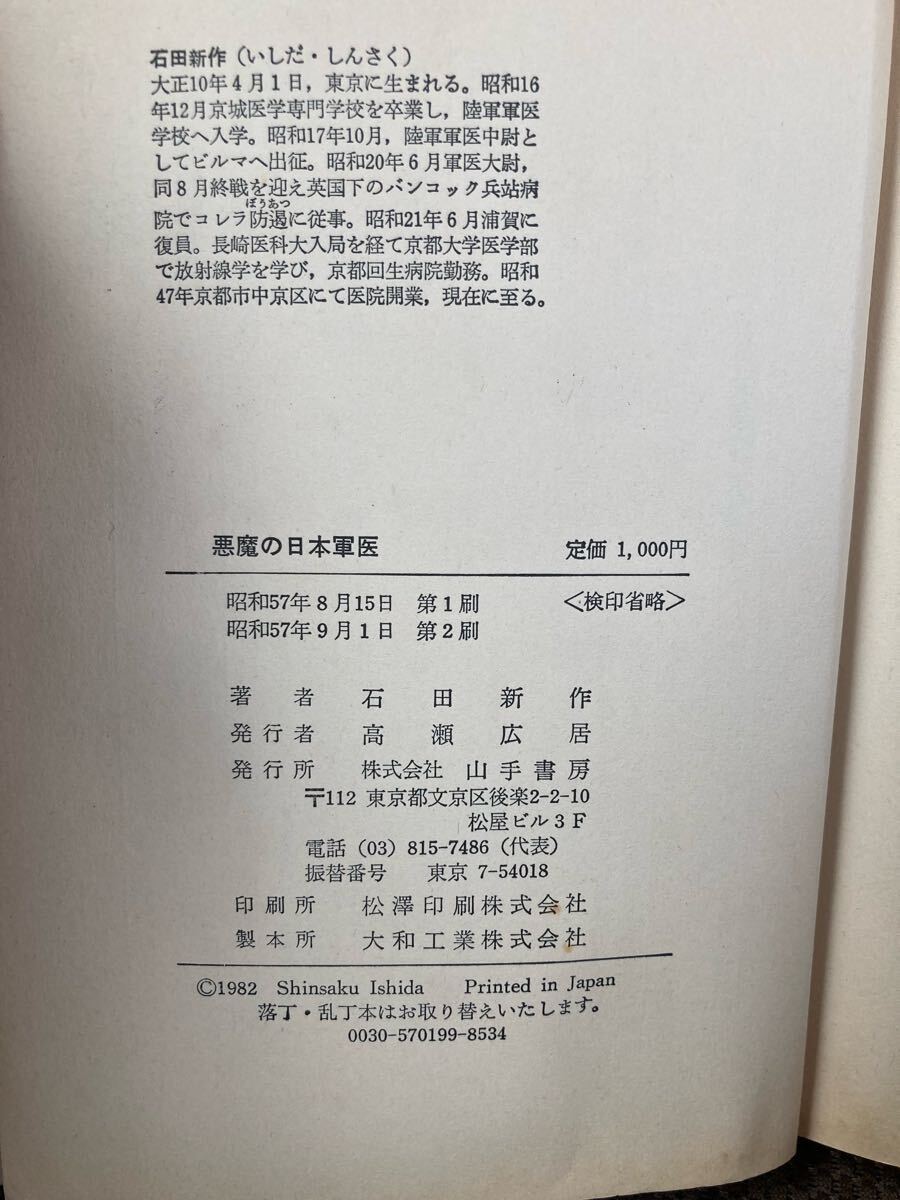 石田新作（いしだ・しんさく）
大正10年4月1日，東京に生まれる。昭和16
年12月京城医学専門学校を卒業し，陸軍軍医
学校へ入学。昭和17年10月，陸軍軍医中尉と
してビルマへ出征。昭和20年6月軍医大尉，
同8月終戦を迎え英国下のバンコック兵站病
ぼうあつ
院でコレラ防遏に従事。昭和21年6月浦賀に
復員。長崎医科大入局を経て京都大学医学部
で放射線学を学び，京都回生病院勤務。昭和
47年京都市中京区にて医院開業，現在に至る。
悪魔の日本軍医 定価 1,000円
昭和57年8月15日 第1刷 〈検印省略〉
昭和57年9月1日 第2刷
著者 石田新作
発行者 高瀬広居
発行所 株式会社 山手書房
〒112 東京都文京区後楽2-2-10
松屋ビル3F
電話（03）815-7486（代表）
振替番号 東京 7-54018
印刷所 松澤印刷株式会社
製本所 大和工業株式会社
©1982 Shinsaku Ishida Printed in Japan
落丁・乱丁本はお取り替えいたします。
0030-570199-8534